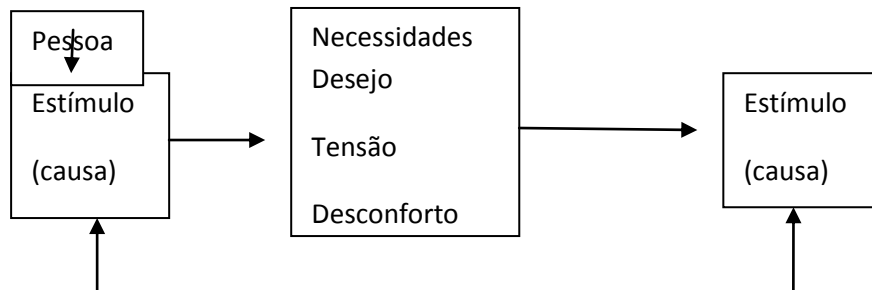 Pessoa
Estímulo
(causa)
Necessidades
Desejo
Tensão
Desconforto
Estímulo
(causa)